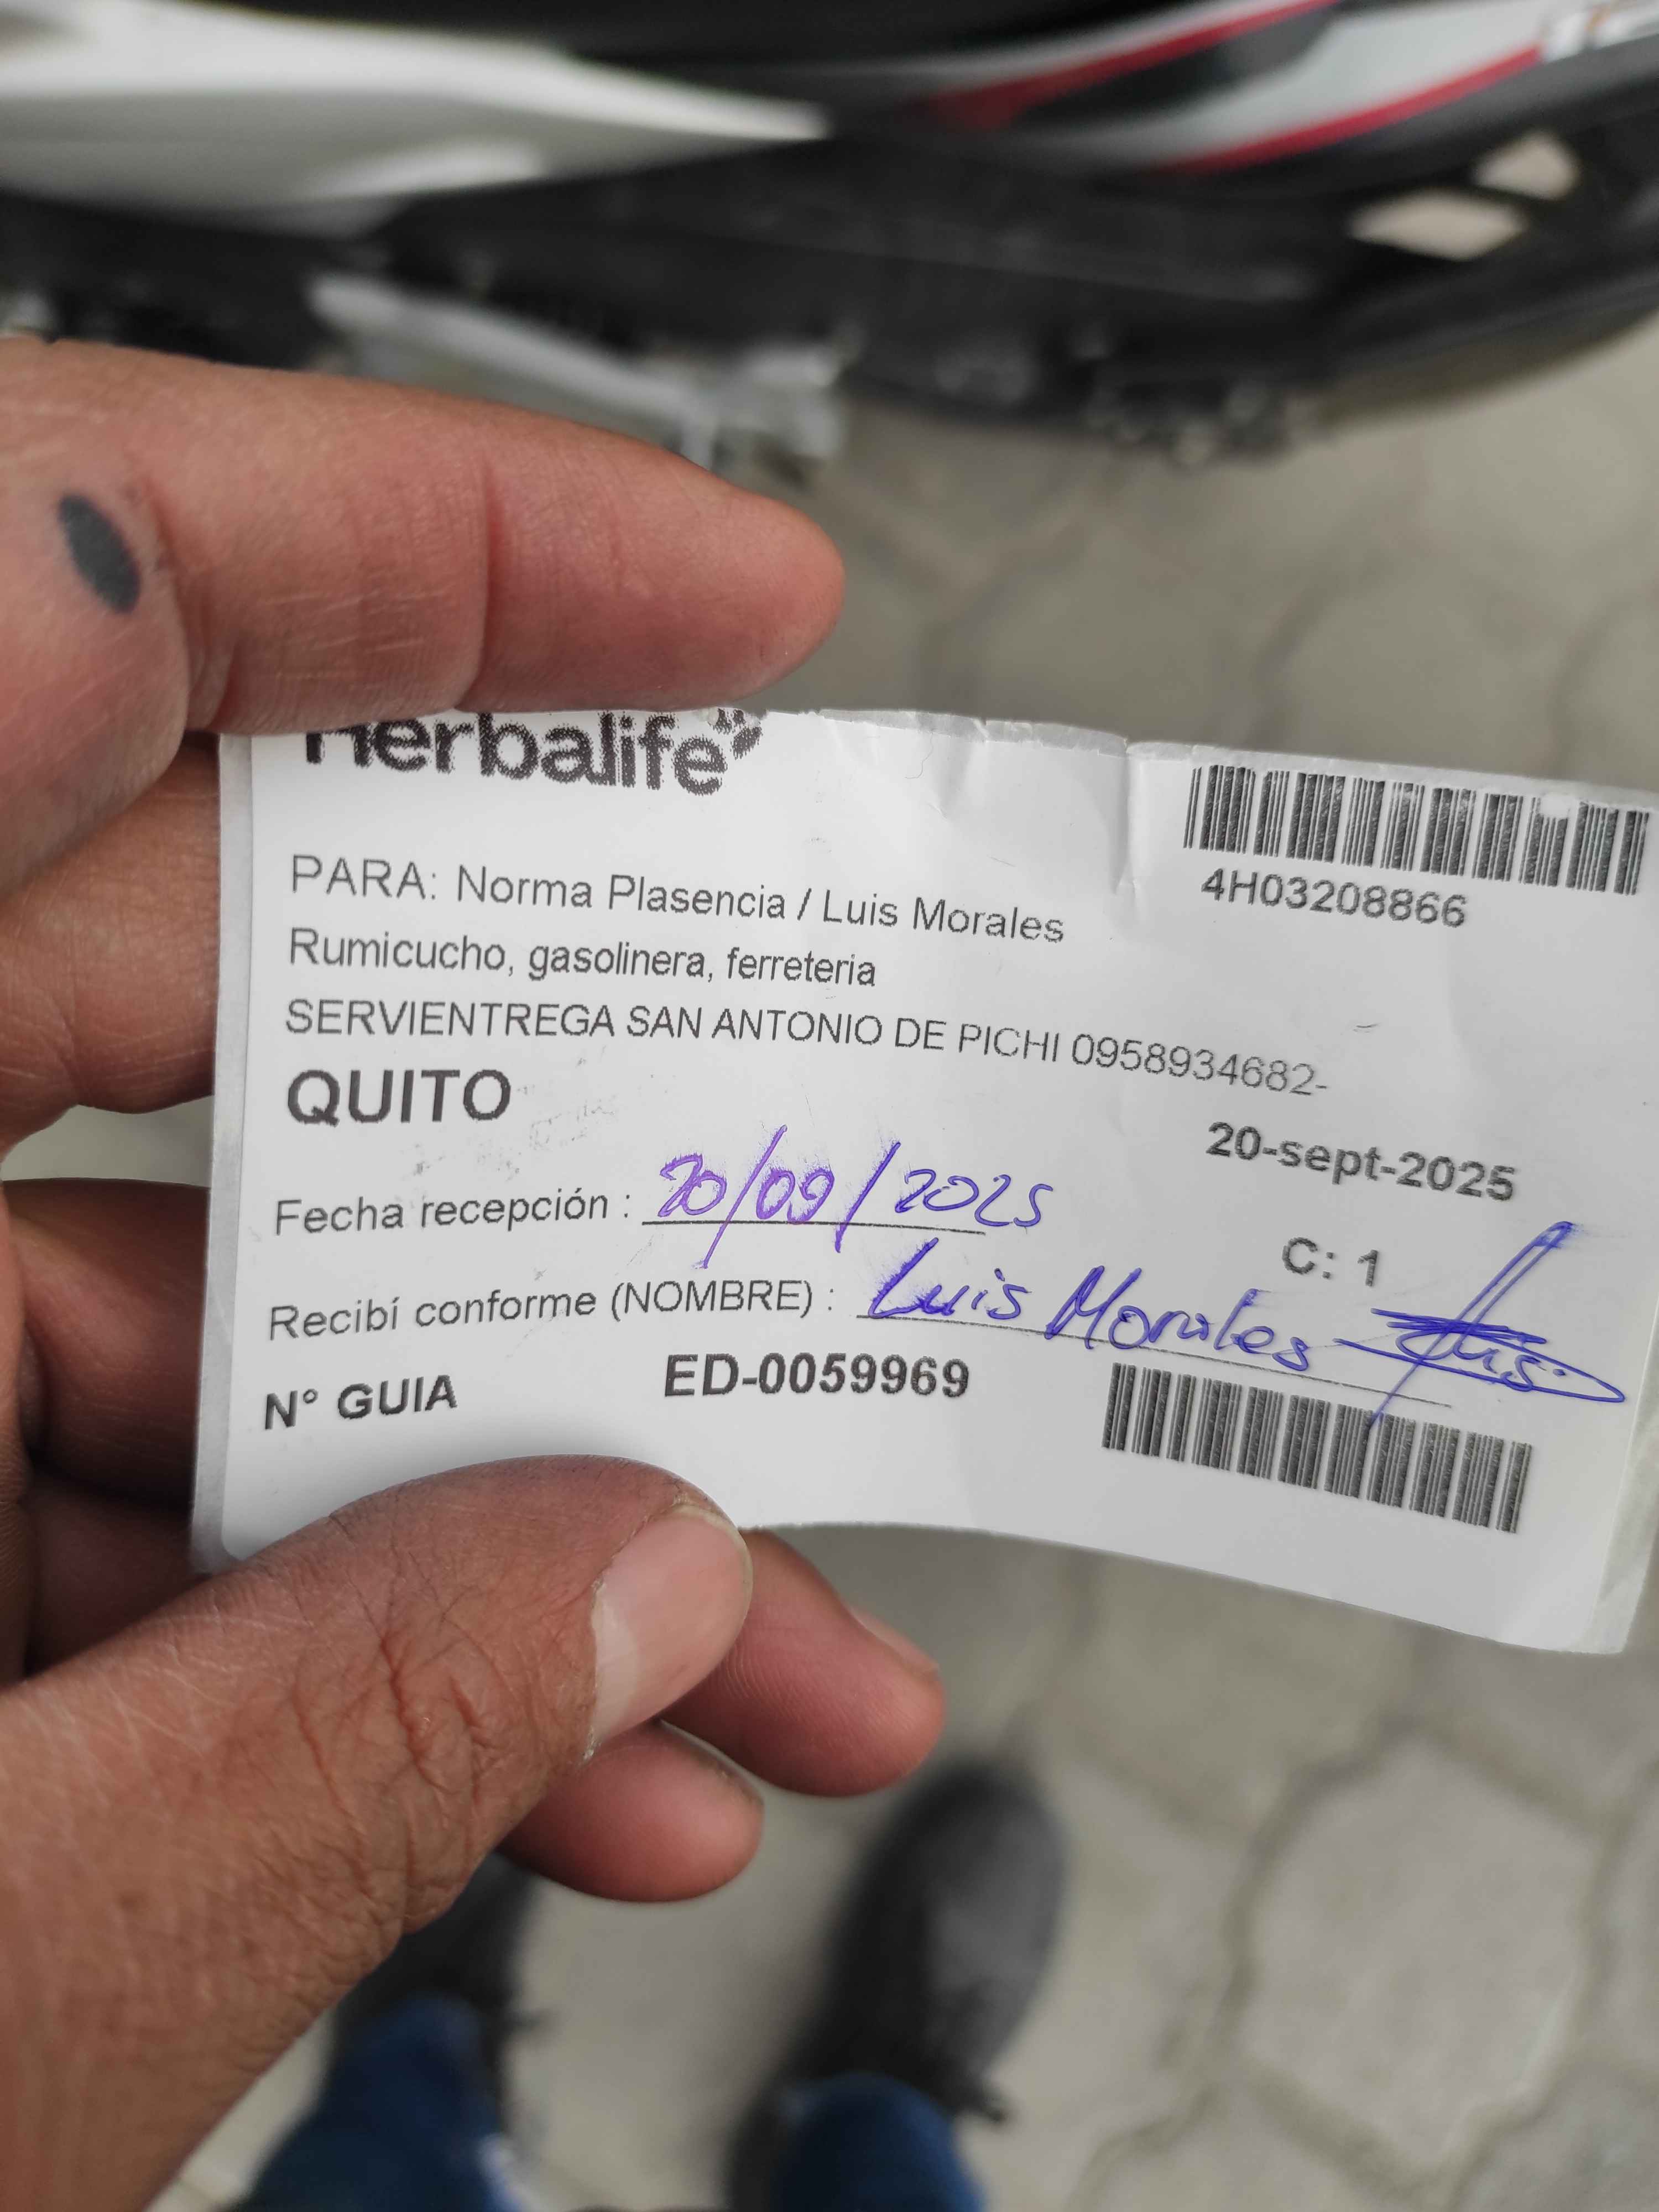 Herbalife
4H03208866
PARA: Norma Plasencia / Luis Morales
Rumicucho, gasolinera, ferreteria
SERVIENTREGA SAN ANTONIO DE PICHI 0958934682-
QUITO
20-sept-2025
Fecha recepción : 20/09/2025
C: 1
Recibí conforme (NOMBRE) : Luis Morales
N° GUIA ED-0059969